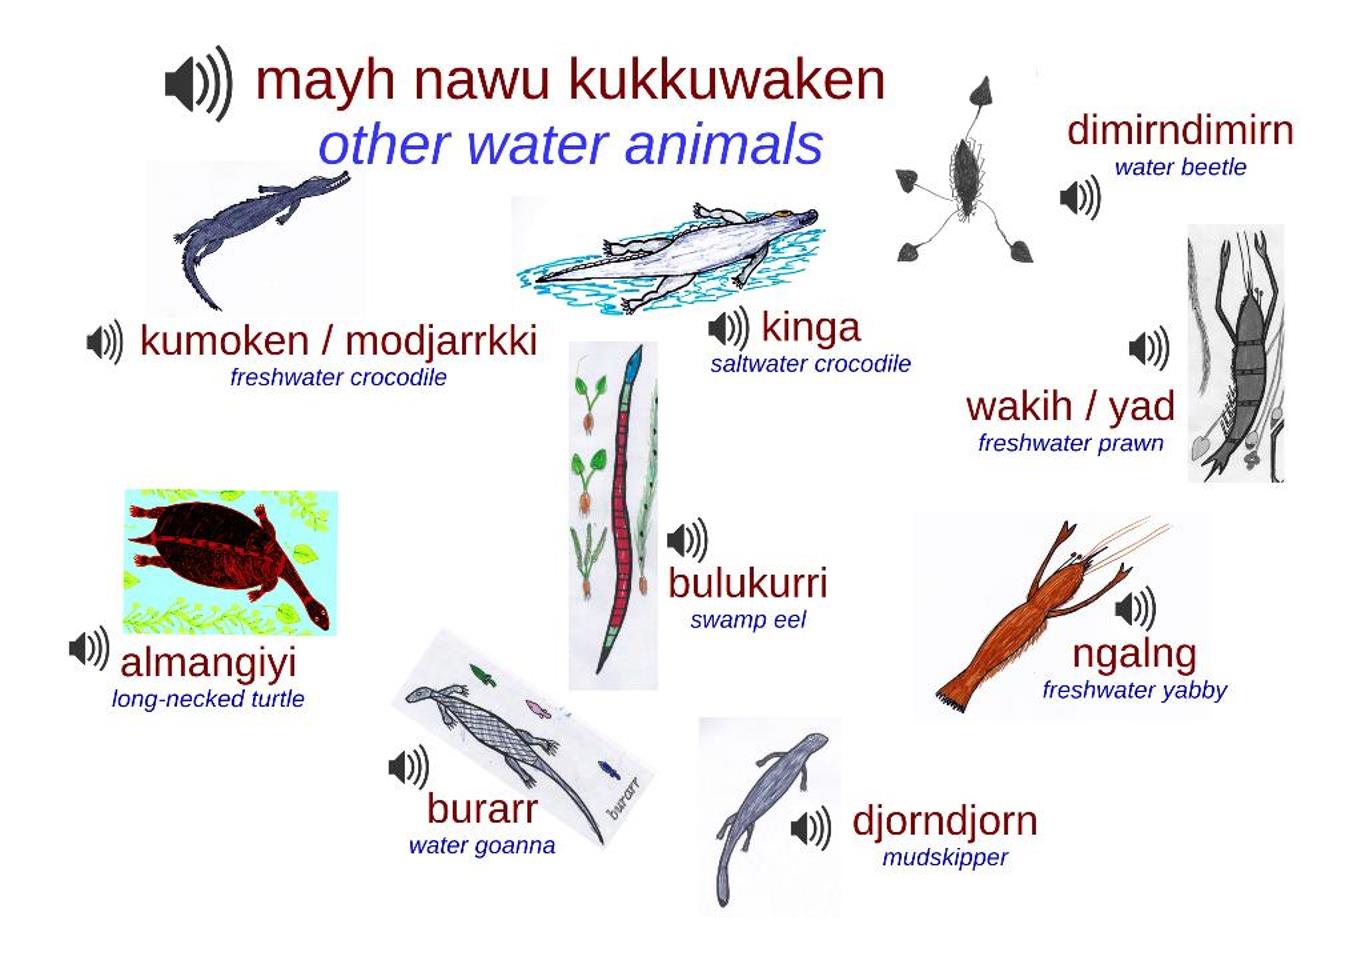 mayh nawu kukkuwaken
other water animals
dimirndimirn
water beetle
kumoken / modjarrkki
freshwater crocodile
kinga
saltwater crocodile
wakih / yad
freshwater prawn
bulukurri
swamp eel
almangiyi
long-necked turtle
ngalng
freshwater yabby
burarr
burarr
water goanna
djorndjorn
mudskipper